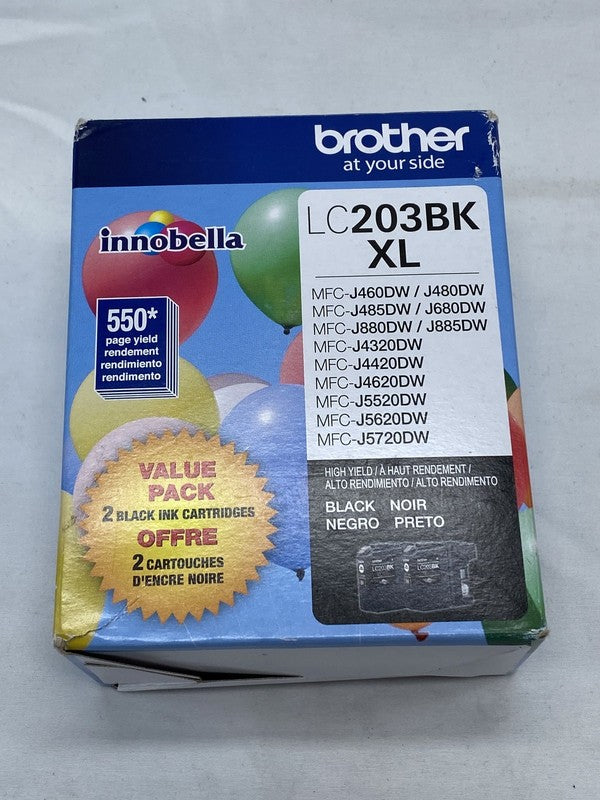 brother
at your side
innobella
LC203BK
XL
MFC-J460DW / J480DW
MFC-J485DW / J680DW
MFC-J880DW / J885DW
MFC-J4320DW
MFC-J4420DW
MFC-J4620DW
MFC-J5520DW
MFC-J5620DW
MFC-J5720DW
550*
page yield
rendement
rendimiento
rendimento
VALUE
PACK
2 BLACK INK CARTRIDGES
OFFRE
2 CARTOUCHES
D'ENCRE NOIRE
HIGH YIELD / À HAUT RENDEMENT /
ALTO RENDIMIENTO / ALTO RENDIMENTO
BLACK NOIR
NEGRO PRETO
LC203BK LC203BK